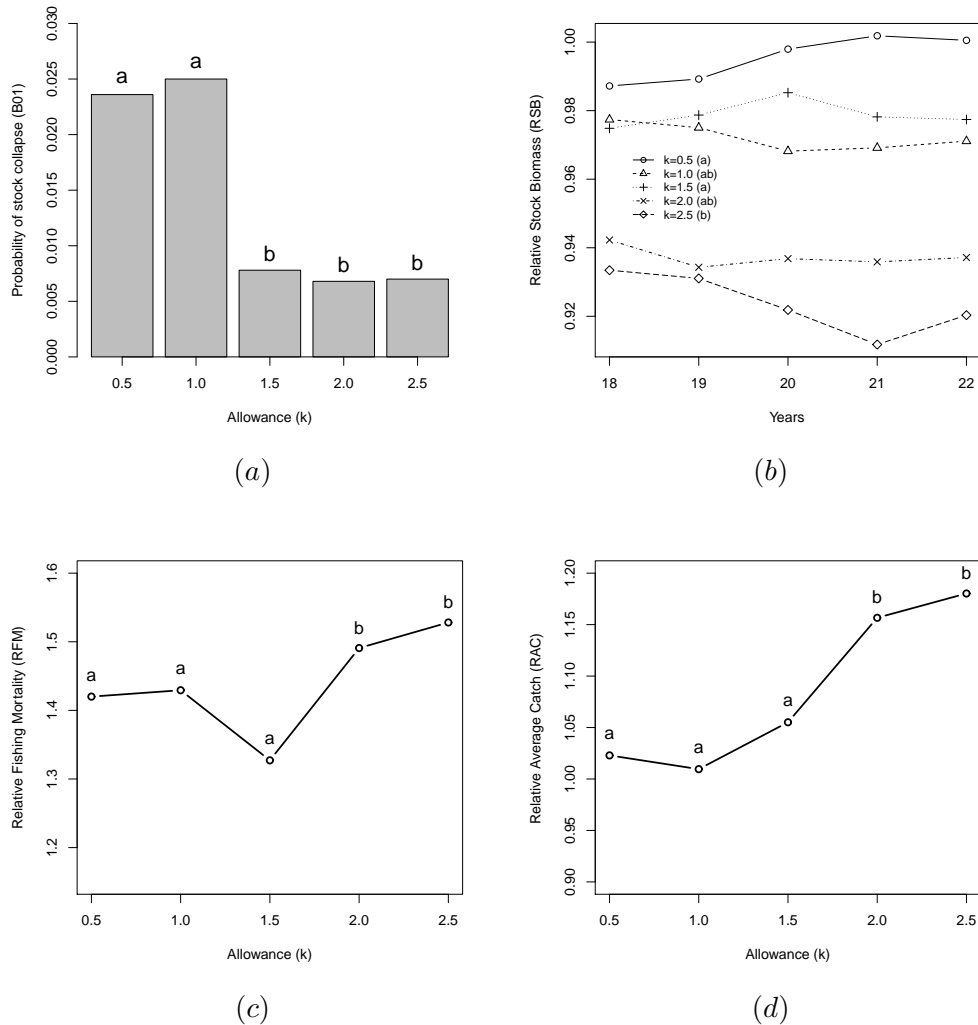 Probability of stock collapse (B01)
0.030
0.025
0.020
0.015
0.010
0.005
0.000
a
a
b
b
b
0.5 1.0 1.5 2.0 2.5
Allowance (k)
(a)
Relative Stock Biomass (RSB)
1.00
0.98
0.96
0.94
0.92
k=0.5 (a)
k=1.0 (ab)
k=1.5 (a)
k=2.0 (ab)
k=2.5 (b)
18 19 20 21 22
Years
(b)
Relative Fishing Mortality (RFM)
1.6
1.5
1.4
1.3
1.2
a
a
a
b
b
0.5 1.0 1.5 2.0 2.5
Allowance (k)
(c)
Relative Average Catch (RAC)
1.20
1.15
1.10
1.05
1.00
0.95
0.90
a
a
a
b
b
0.5 1.0 1.5 2.0 2.5
Allowance (k)
(d)